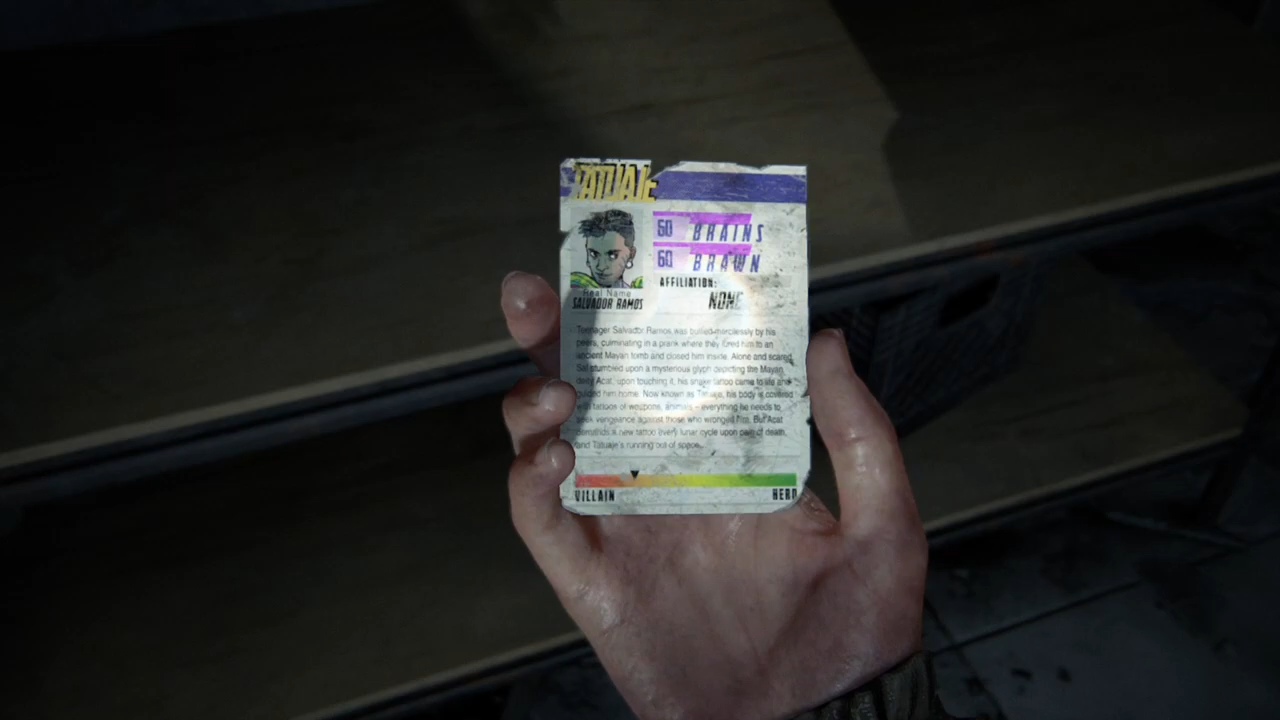 TATUAJE
60 BRAINS
60 BRAWN
AFFILIATION:
NONE
Real Name
SALVADOR RAMOS
Teenager Salvador Ramos was bullied mercilessly by his
peers, culminating in a prank where they lured him to an
ancient Mayan tomb and closed him inside. Alone and scared,
Sal stumbled upon a mysterious glyph depicting the Mayan
deity Acat, upon touching it, his snake tattoo came to life and
guided him home. Now known as Tatuaje, his body is covered
with tattoos of weapons, animals – everything he needs to
seek vengeance against those who wronged him. But Acat
demands a new tattoo every lunar cycle upon pain of death,
and Tatuaje's running out of space.
VILLAIN HERO